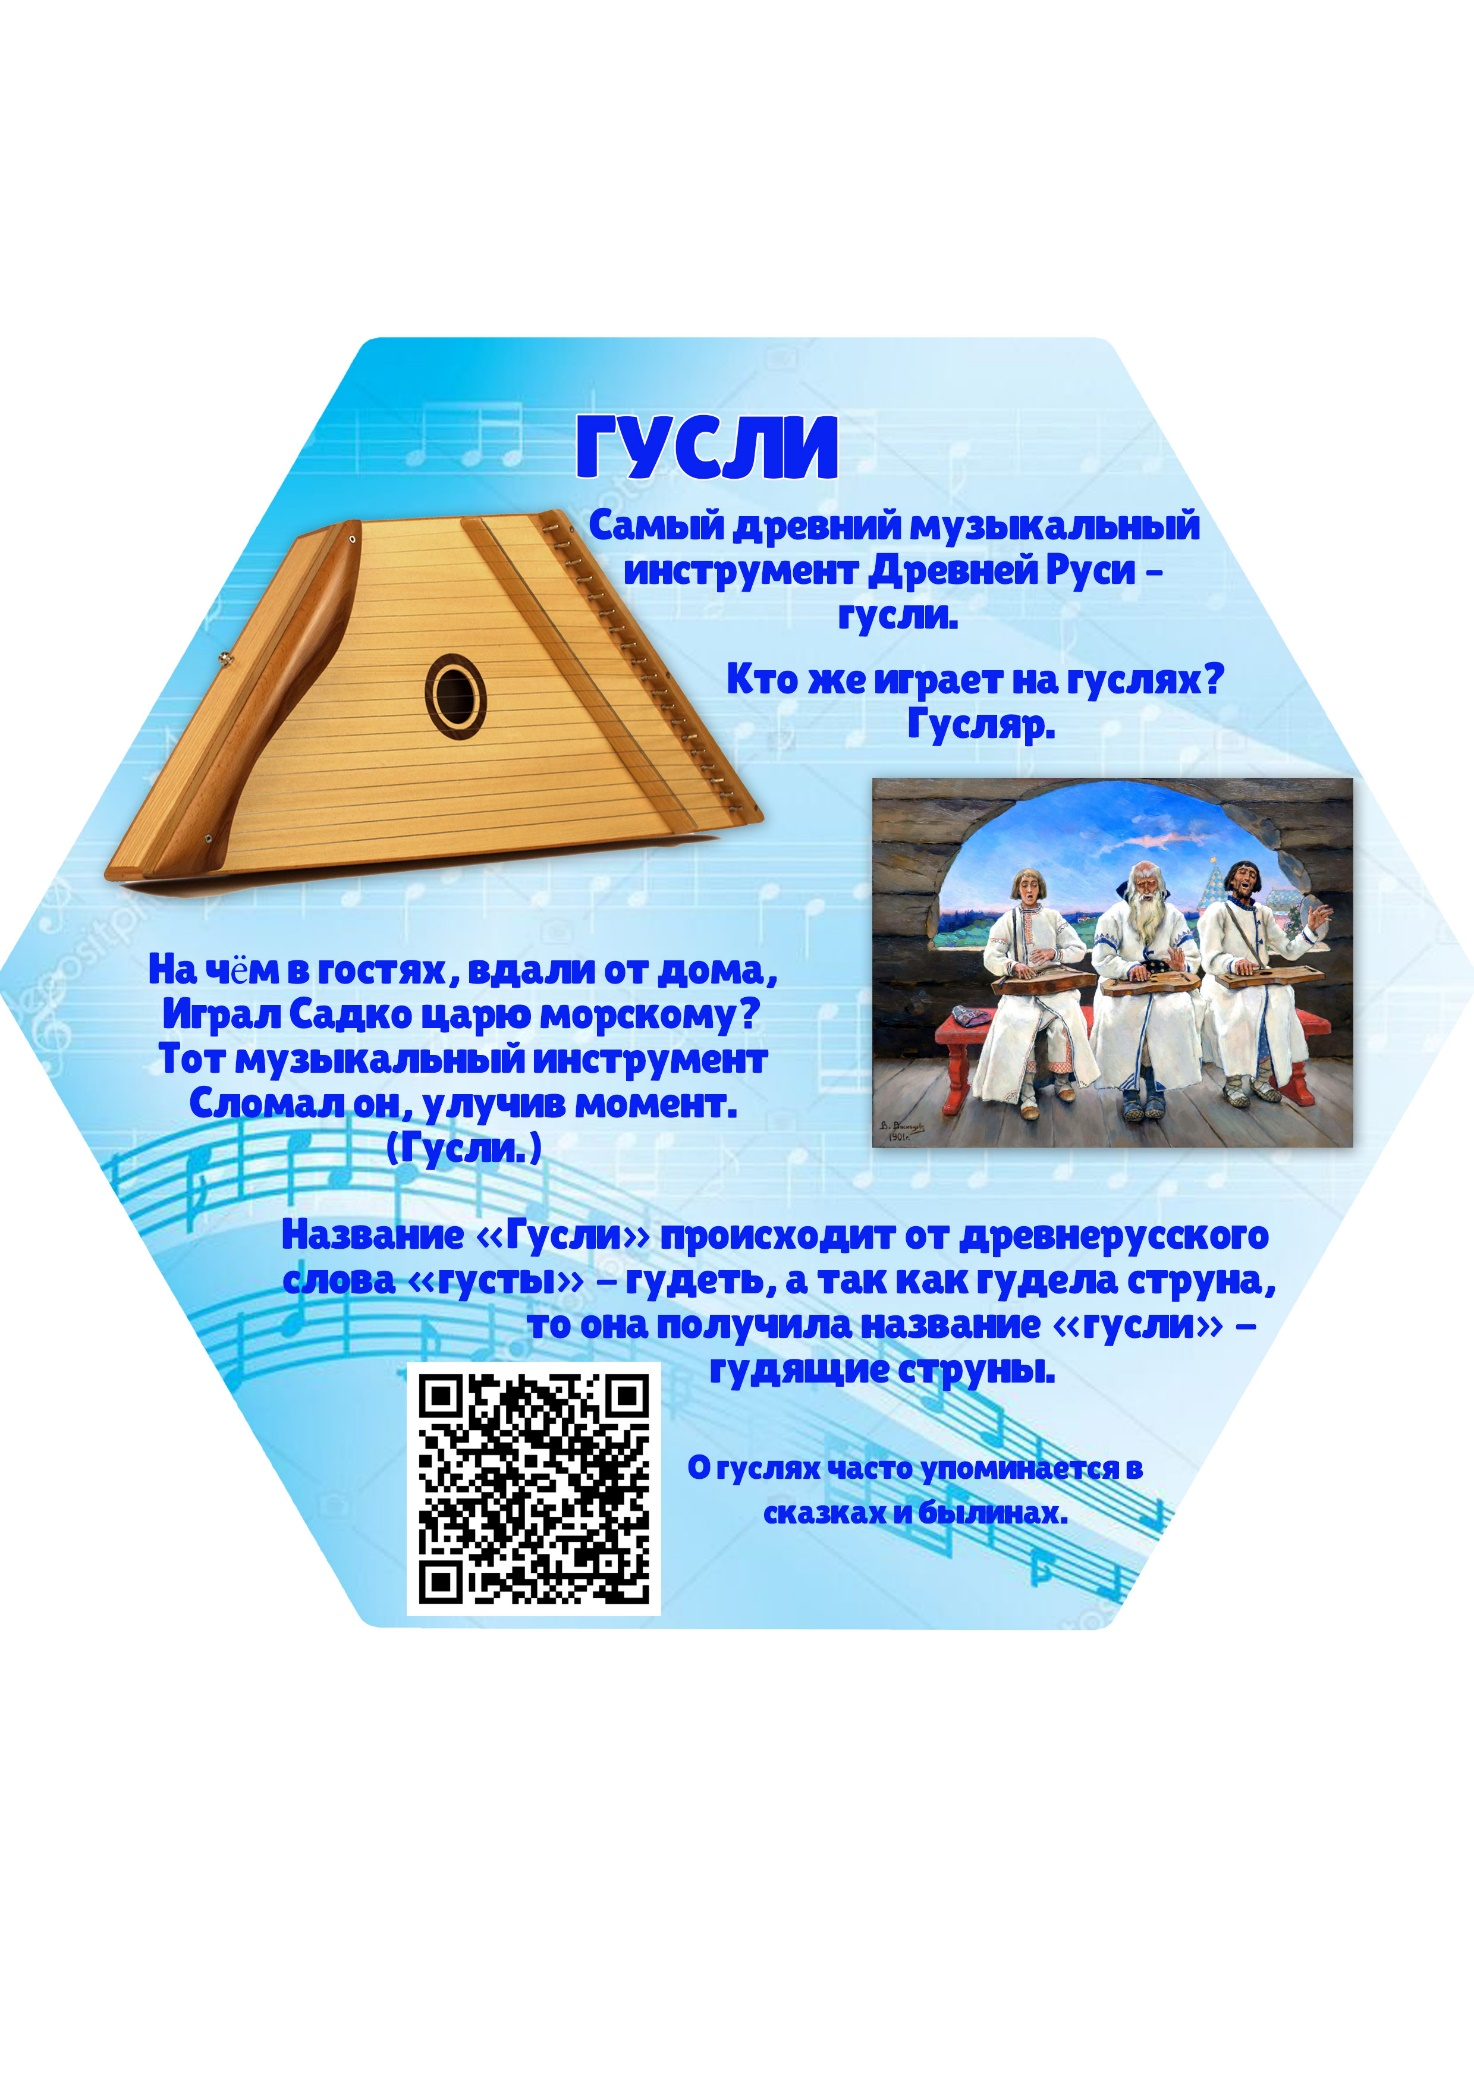 ГУСЛИ
Самый древний музыкальный
инструмент Древней Руси –
гусли.
Кто же играет на гуслях?
Гусляр.
На чём в гостях, вдали от дома,
Играл Садко царю морскому?
Тот музыкальный инструмент
Сломал он, улучив момент.
(Гусли.)
Название «Гусли» происходит от древнерусского
слова «густы» – гудеть, а так как гудела струна,
то она получила название «гусли» –
гудящие струны.
О гуслях часто упоминается в
сказках и былинах.